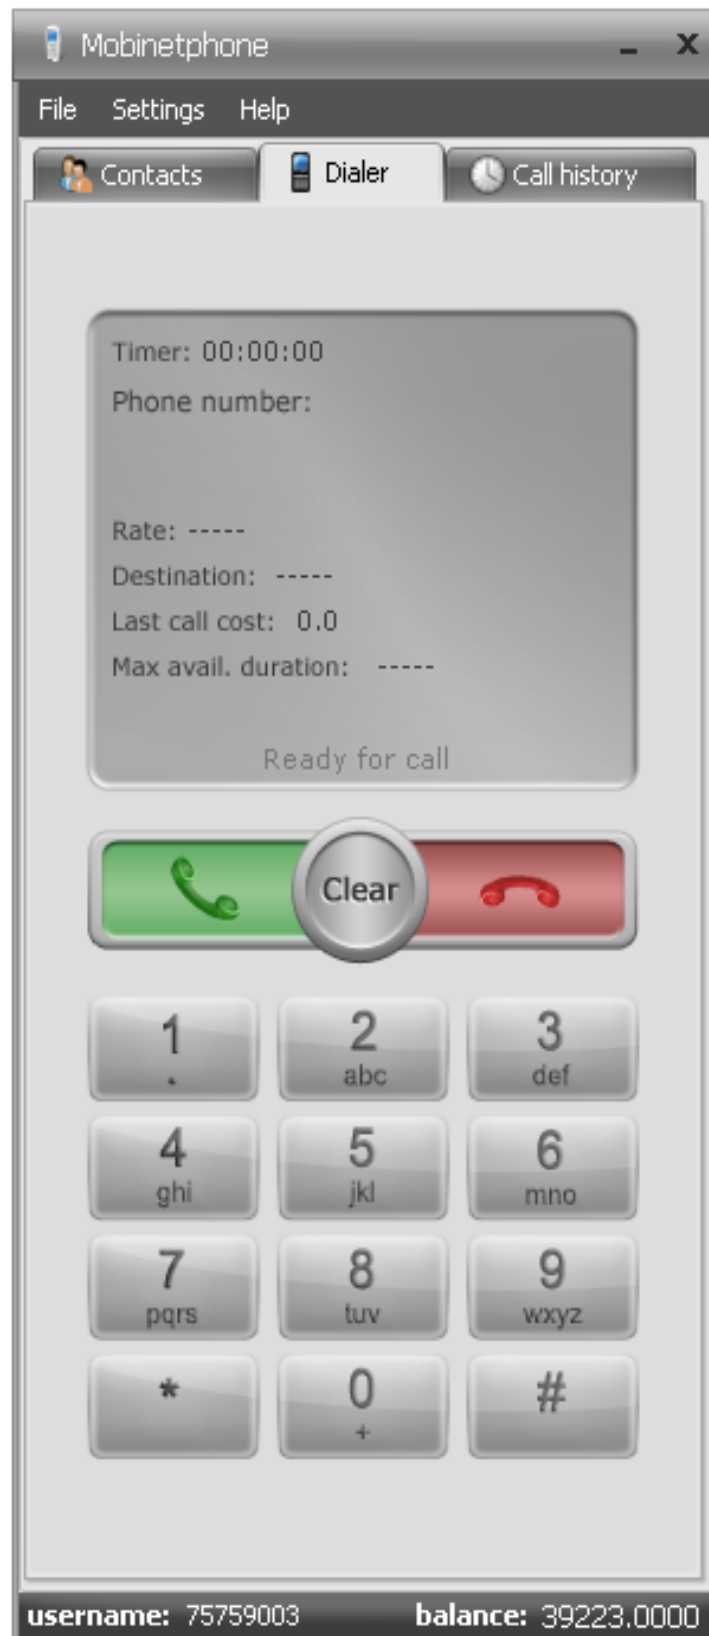 Mobinetphone
File Settings Help
Contacts Dialer Call history
Timer: 00:00:00
Phone number:
Rate: -----
Destination: -----
Last call cost: 0.0
Max avail. duration: -----
Ready for call
Clear
1 2 3
. abc def
4 5 6
ghi jkl mno
7 8 9
pqrs tuv wxyz
* 0 #
+
username: 75759003 balance: 39223.0000